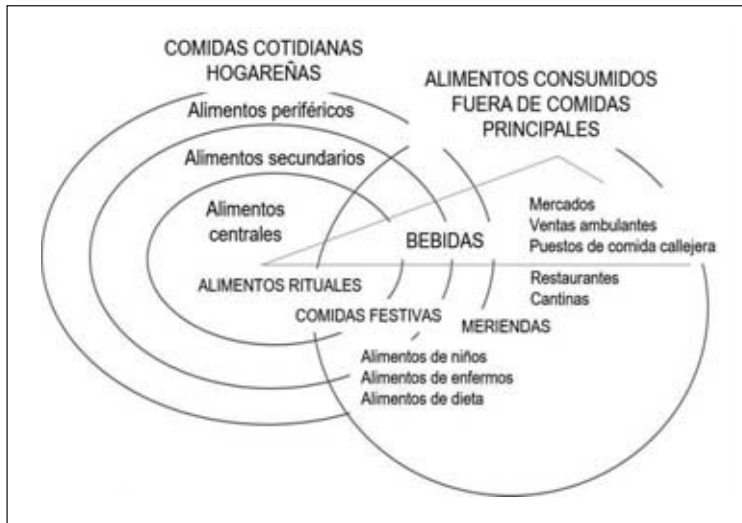 COMIDAS COTIDIANAS
HOGAREÑAS
ALIMENTOS CONSUMIDOS
FUERA DE COMIDAS
PRINCIPALES
Alimentos periféricos
Alimentos secundarios
Alimentos
centrales
Mercados
Ventas ambulantes
Puestos de comida callejera
BEBIDAS
ALIMENTOS RITUALES
Restaurantes
Cantinas
COMIDAS FESTIVAS
MERIENDAS
Alimentos de niños
Alimentos de enfermos
Alimentos de dieta